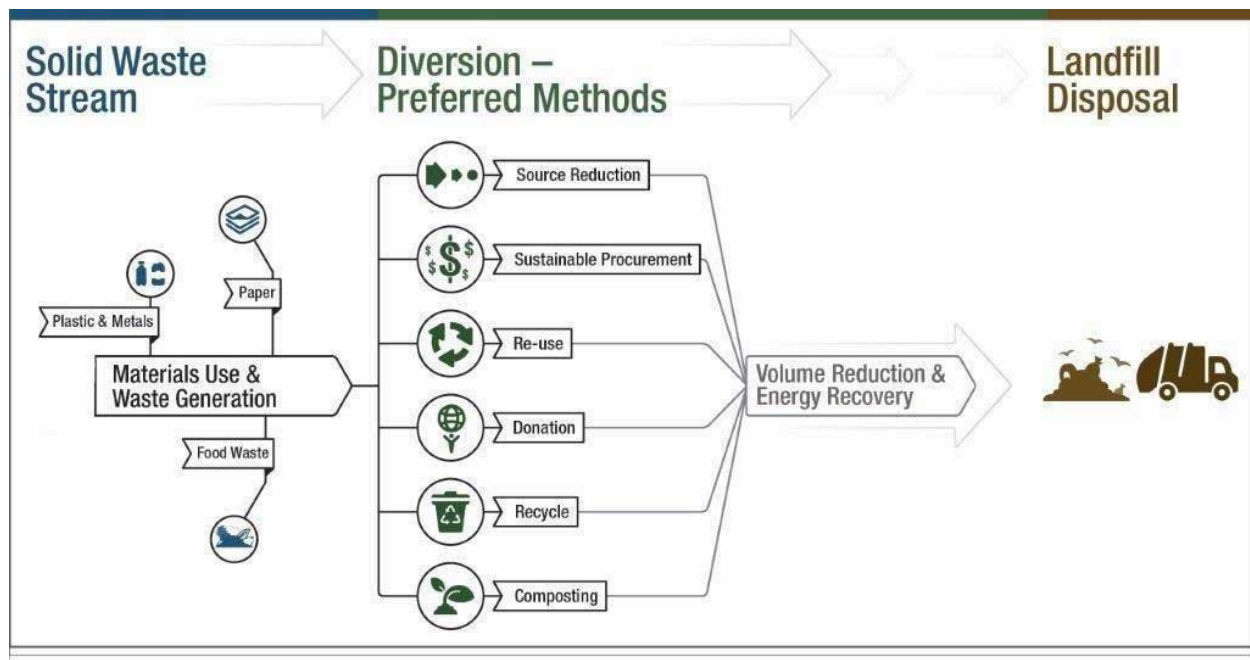 Solid Waste
Stream
Diversion –
Preferred Methods
Landfill
Disposal
Source Reduction
Sustainable Procurement
Paper
Plastic & Metals
Re-use
Materials Use &
Waste Generation
Volume Reduction &
Energy Recovery
Donation
Food Waste
Recycle
Composting
$
$
$
$
$